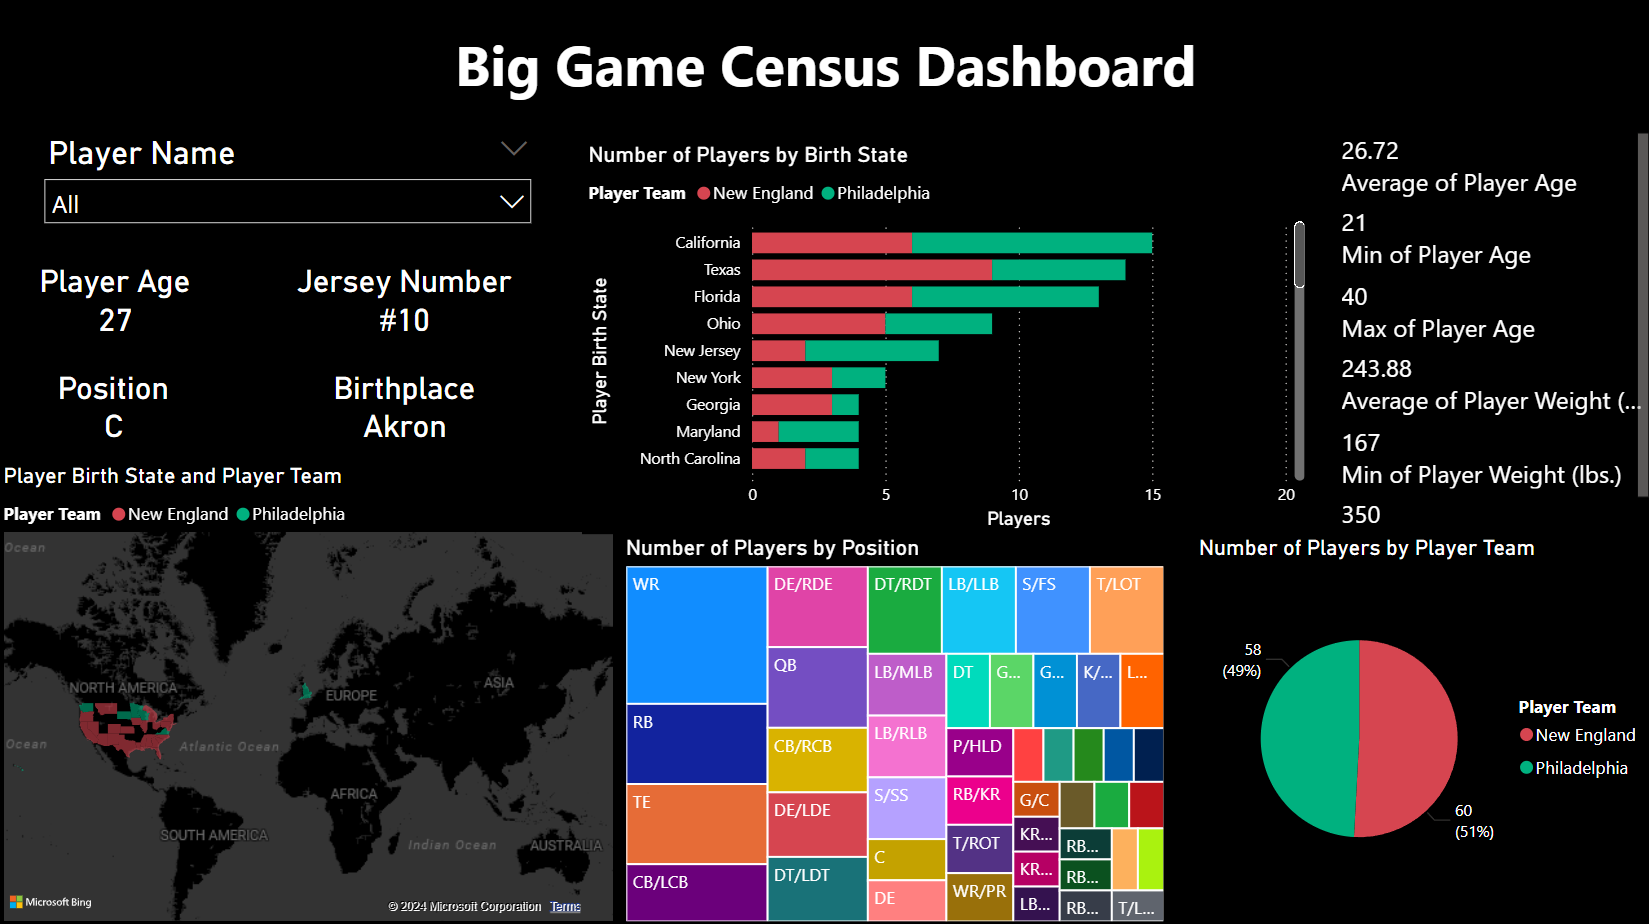 Big Game Census Dashboard
Player Name
All
Player Age
27
Jersey Number
#10
Position
C
Birthplace
Akron
Number of Players by Birth State
Player Team New England Philadelphia
Player Birth State
California
Texas
Florida
Ohio
New Jersey
New York
Georgia
Maryland
North Carolina
0 5 10 15 20
Players
26.72
Average of Player Age
21
Min of Player Age
40
Max of Player Age
243.88
Average of Player Weight (...
167
Min of Player Weight (lbs.)
350
Player Birth State and Player Team
Player Team New England Philadelphia
Ocean
NORTH AMERICA
EUROPE
ASIA
Ocean
Atlantic Ocean
AFRICA
SOUTH AMERICA
Indian Ocean
AUSTRALIA
Microsoft Bing
© 2024 Microsoft Corporation Terms
Number of Players by Position
WR
RB
TE
CB/LCB
DE/RDE
QB
CB/RCB
DE/LDE
DT/LDT
DT/RDT
LB/MLB
LB/RLB
S/SS
C
DE
LB/LLB
S/FS
T/LOT
DT
G...
G...
K/...
L...
P/HLD
RB/KR
T/ROT
WR/PR
G/C
KR...
KR...
LB...
RB...
RB...
RB...
T/L...
Number of Players by Player Team
58
(49%)
60
(51%)
Player Team
New England
Philadelphia